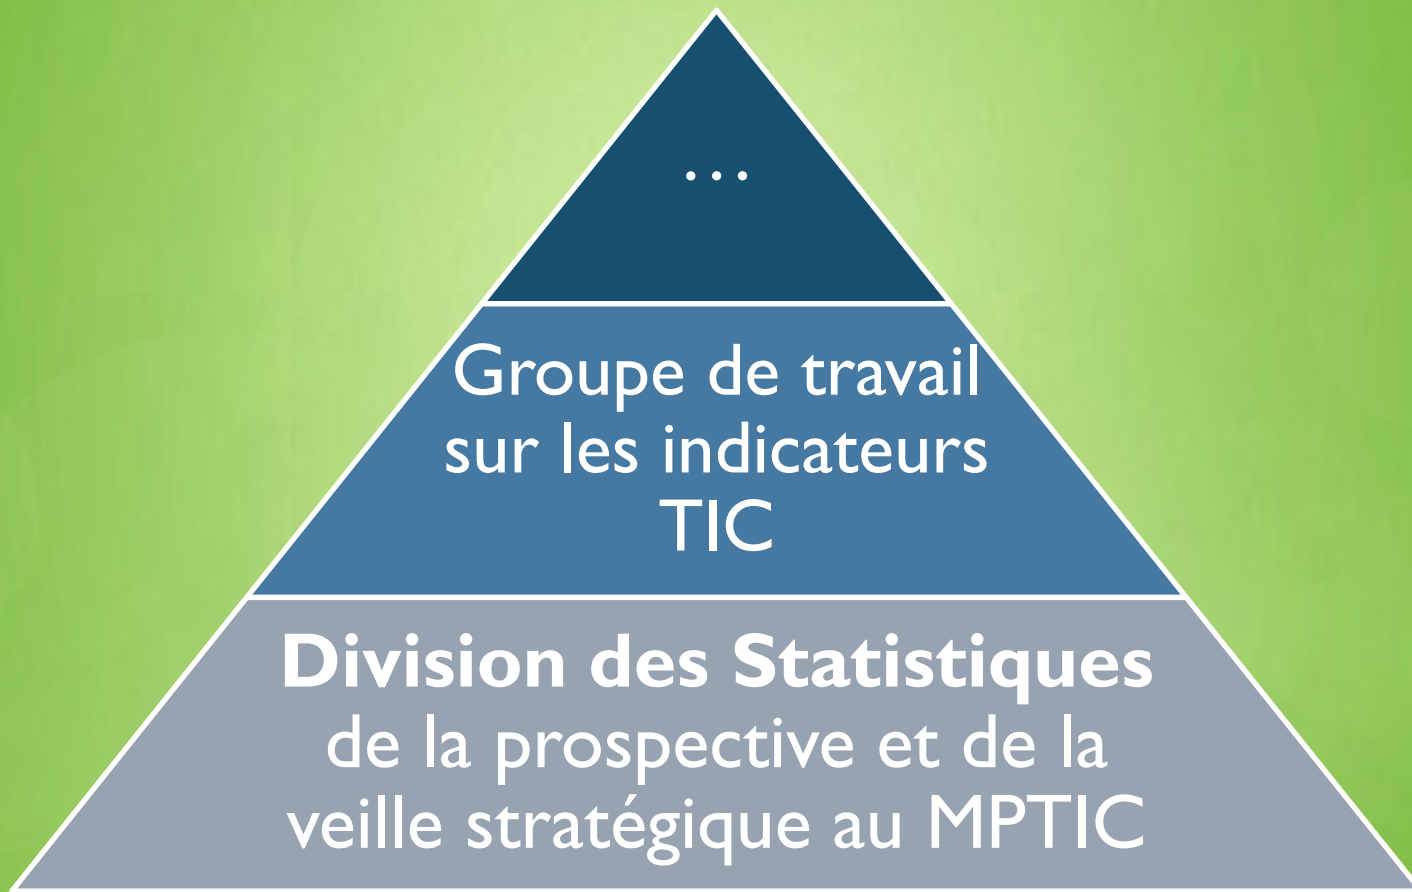 ...
Groupe de travail
sur les indicateurs
TIC
Division des Statistiques
de la prospective et de la
veille stratégique au MPTIC